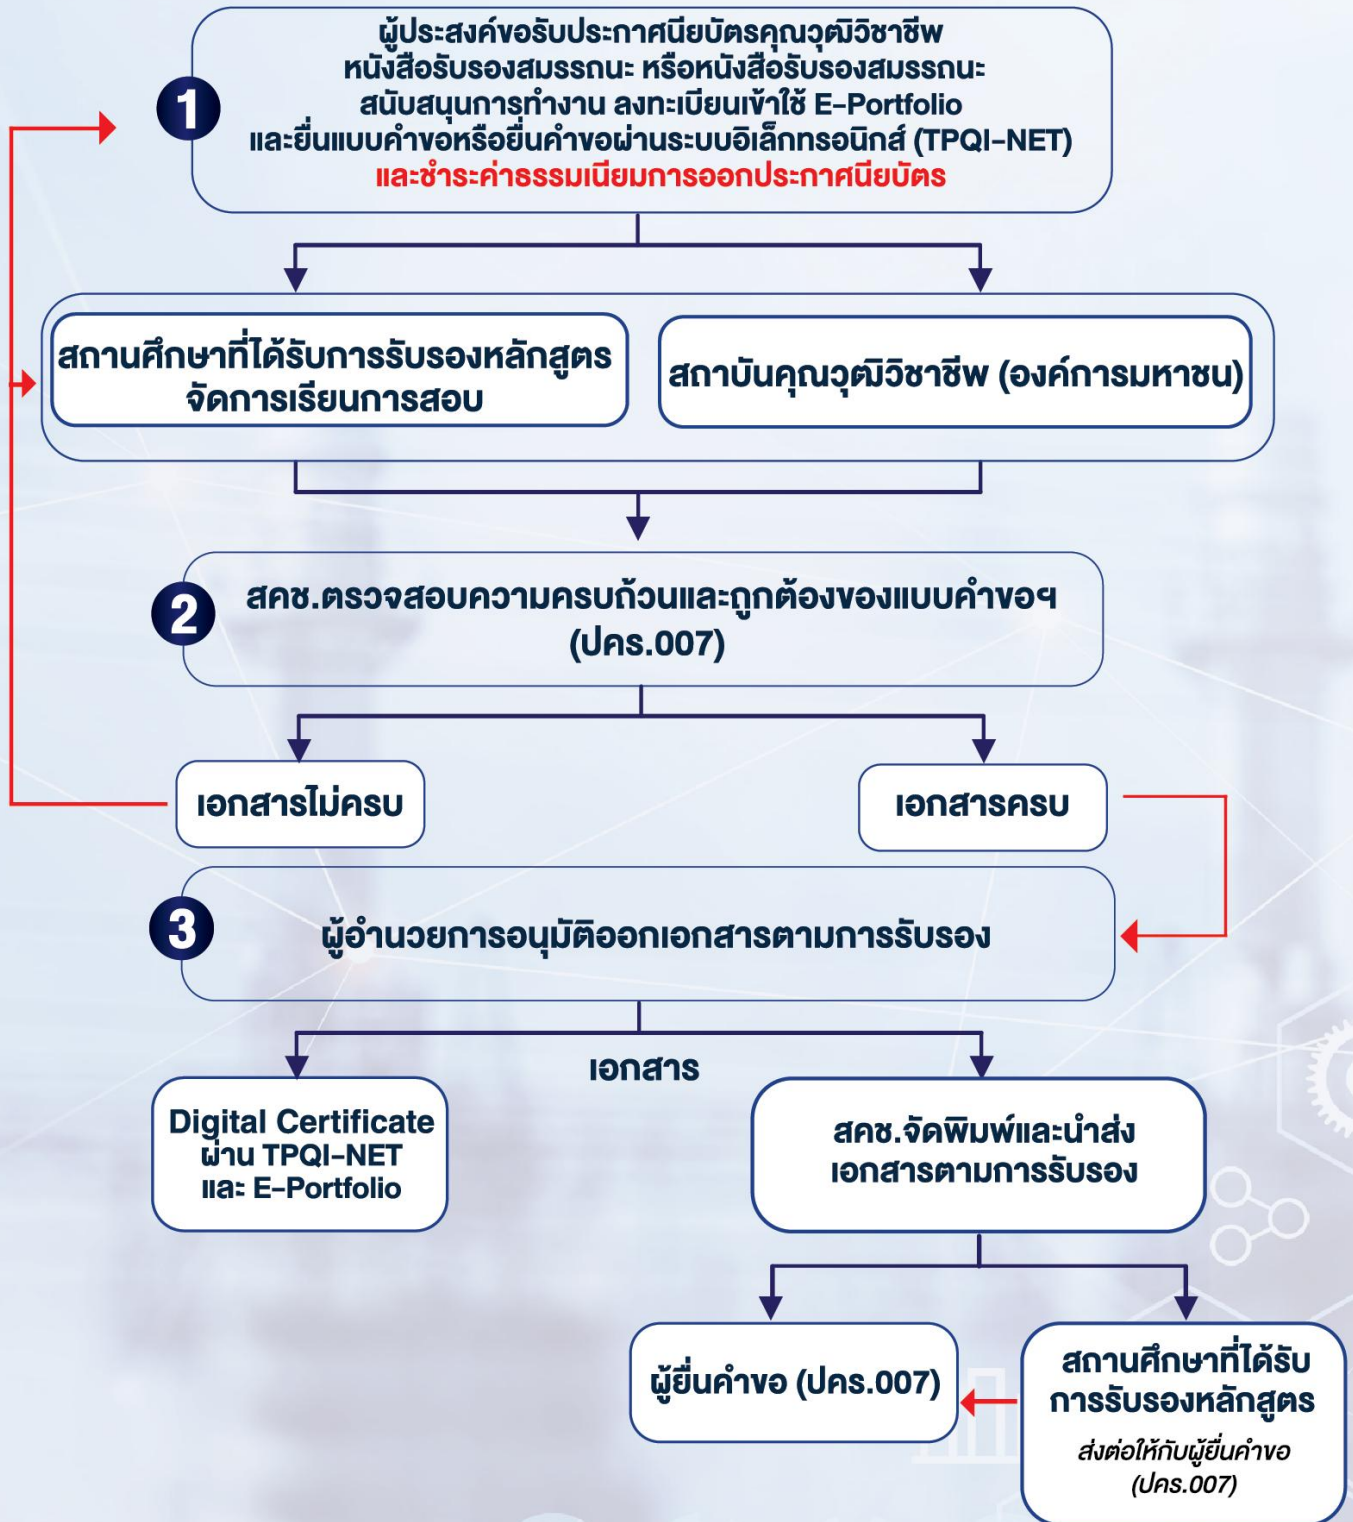 1
ผู้ประสงค์ขอรับประกาศนียบัตรคุณวุฒิวิชาชีพ
หนังสือรับรองสมรรถนะ หรือหนังสือรับรองสมรรถนะ
สนับสนุนการทำงาน ลงทะเบียนเข้าใช้ E-Portfolio
และยื่นแบบคำขอหรือยื่นคำขอผ่านระบบอิเล็กทรอนิกส์ (TPQI-NET)
และชำระค่าธรรมเนียมการออกประกาศนียบัตร
สถานศึกษาที่ได้รับการรับรองหลักสูตร
จัดการเรียนการสอบ
สถาบันคุณวุฒิวิชาชีพ (องค์การมหาชน)
2
สคช.ตรวจสอบความครบถ้วนและถูกต้องของแบบคำขอฯ
(ปคร.007)
เอกสารไม่ครบ
เอกสารครบ
3
ผู้อำนวยการอนุมัติออกเอกสารตามการรับรอง
เอกสาร
Digital Certificate
ผ่าน TPQI-NET
และ E-Portfolio
สคช.จัดพิมพ์และนำส่ง
เอกสารตามการรับรอง
ผู้ยื่นคำขอ (ปคร.007)
สถานศึกษาที่ได้รับ
การรับรองหลักสูตร
ส่งต่อให้กับผู้ยื่นคำขอ
(ปคร.007)